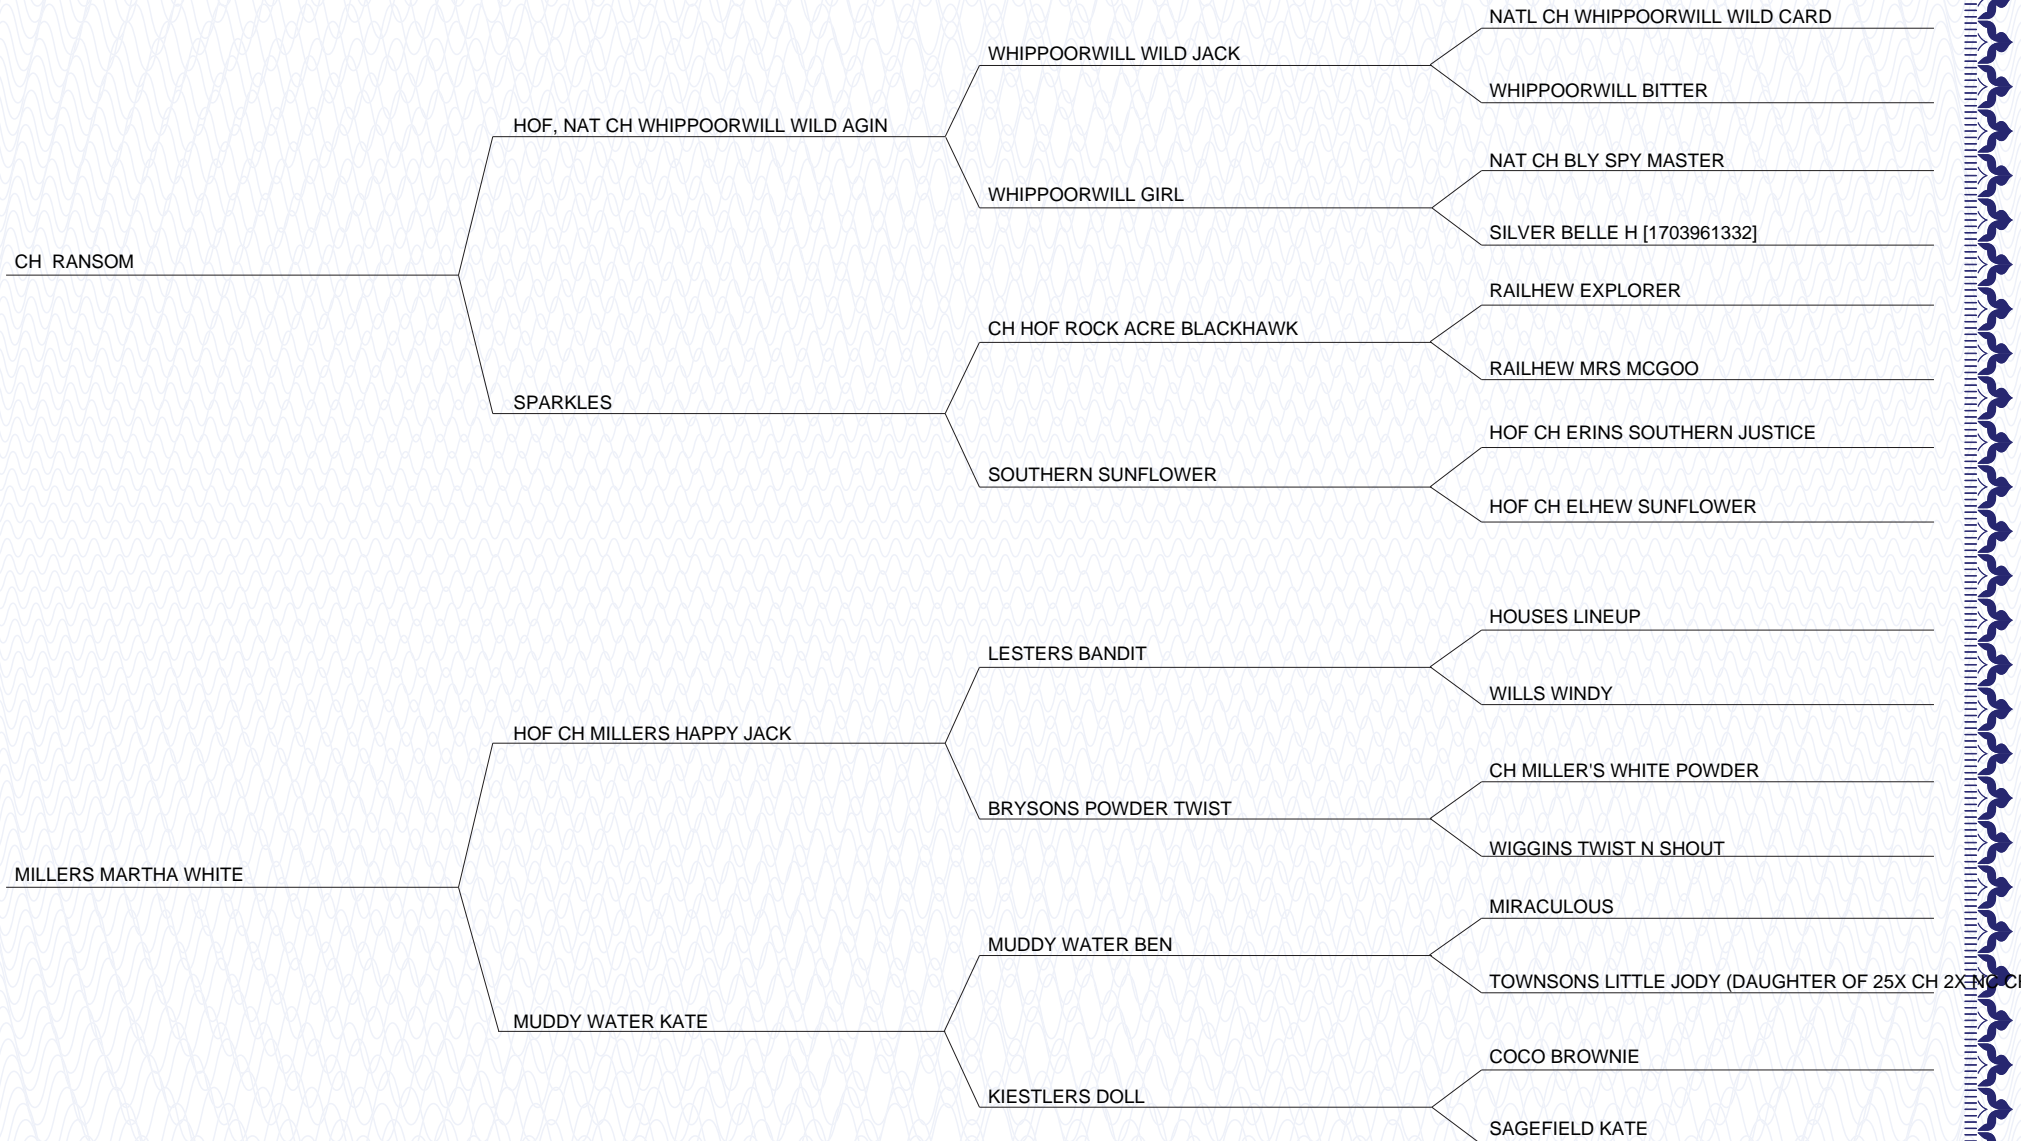 NATL CH WHIPPOORWILL WILD CARD
WHIPPOORWILL WILD JACK
WHIPPOORWILL BITTER
HOF, NAT CH WHIPPOORWILL WILD AGIN
NAT CH BLY SPY MASTER
WHIPPOORWILL GIRL
SILVER BELLE H [1703961332]
CH  RANSOM
RAILHEW EXPLORER
CH HOF ROCK ACRE BLACKHAWK
RAILHEW MRS MCGOO
SPARKLES
HOF CH ERINS SOUTHERN JUSTICE
SOUTHERN SUNFLOWER
HOF CH ELHEW SUNFLOWER
HOUSES LINEUP
LESTERS BANDIT
WILLS WINDY
HOF CH MILLERS HAPPY JACK
CH MILLER'S WHITE POWDER
BRYSONS POWDER TWIST
WIGGINS TWIST N SHOUT
MILLERS MARTHA WHITE
MIRACULOUS
MUDDY WATER BEN
TOWNSONS LITTLE JODY (DAUGHTER OF 25X CH 2X NC
MUDDY WATER KATE
COCO BROWNIE
KIESTLERS DOLL
SAGEFIELD KATE